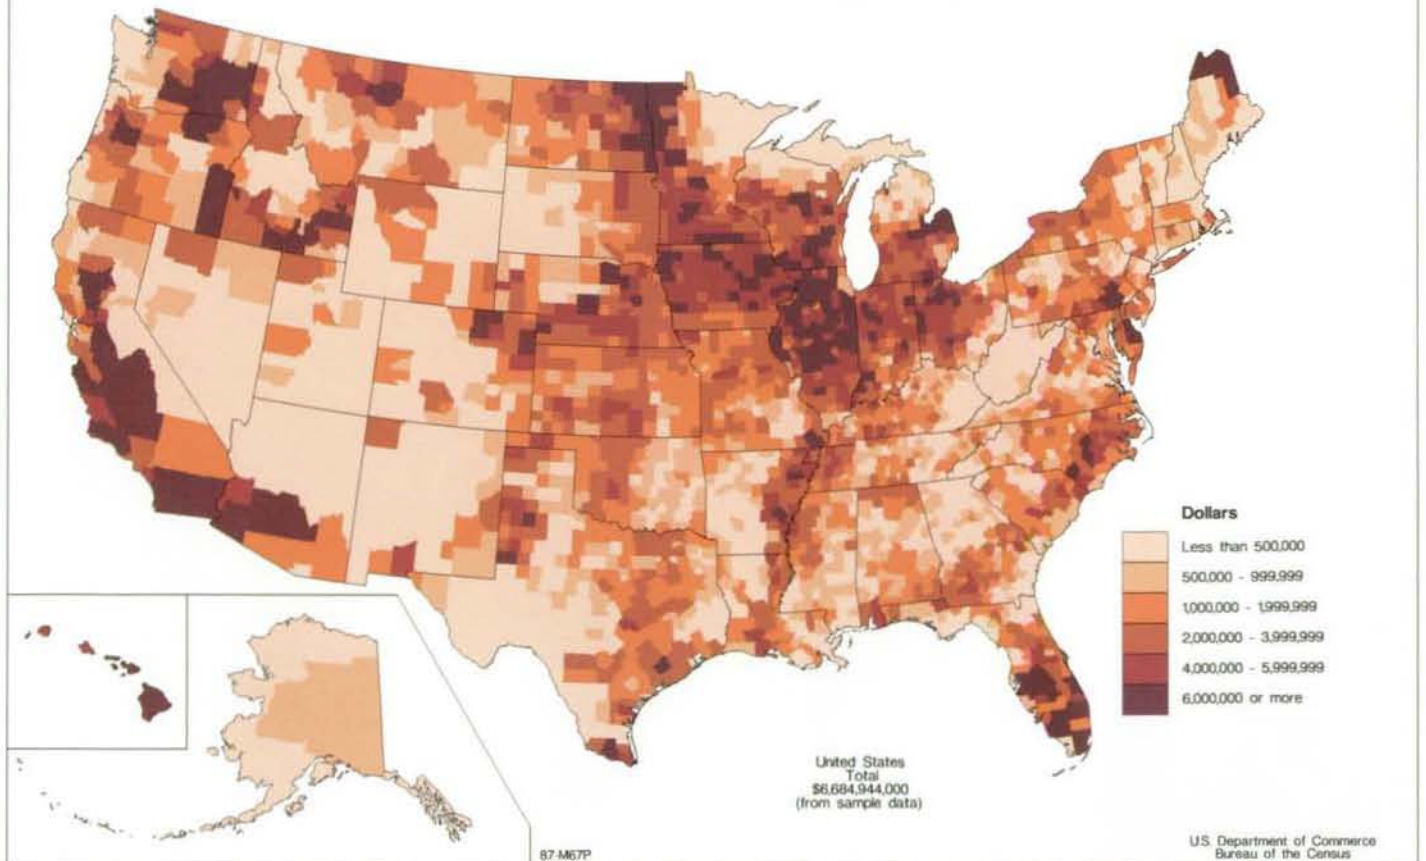 Dollars
Less than 500,000
500,000 - 999,999
1,000,000 - 1,999,999
2,000,000 - 3,999,999
4,000,000 - 5,999,999
6,000,000 or more
United States
Total
$6,684,944,000
(from sample data)
87-M67P
U.S. Department of Commerce
Bureau of the Census